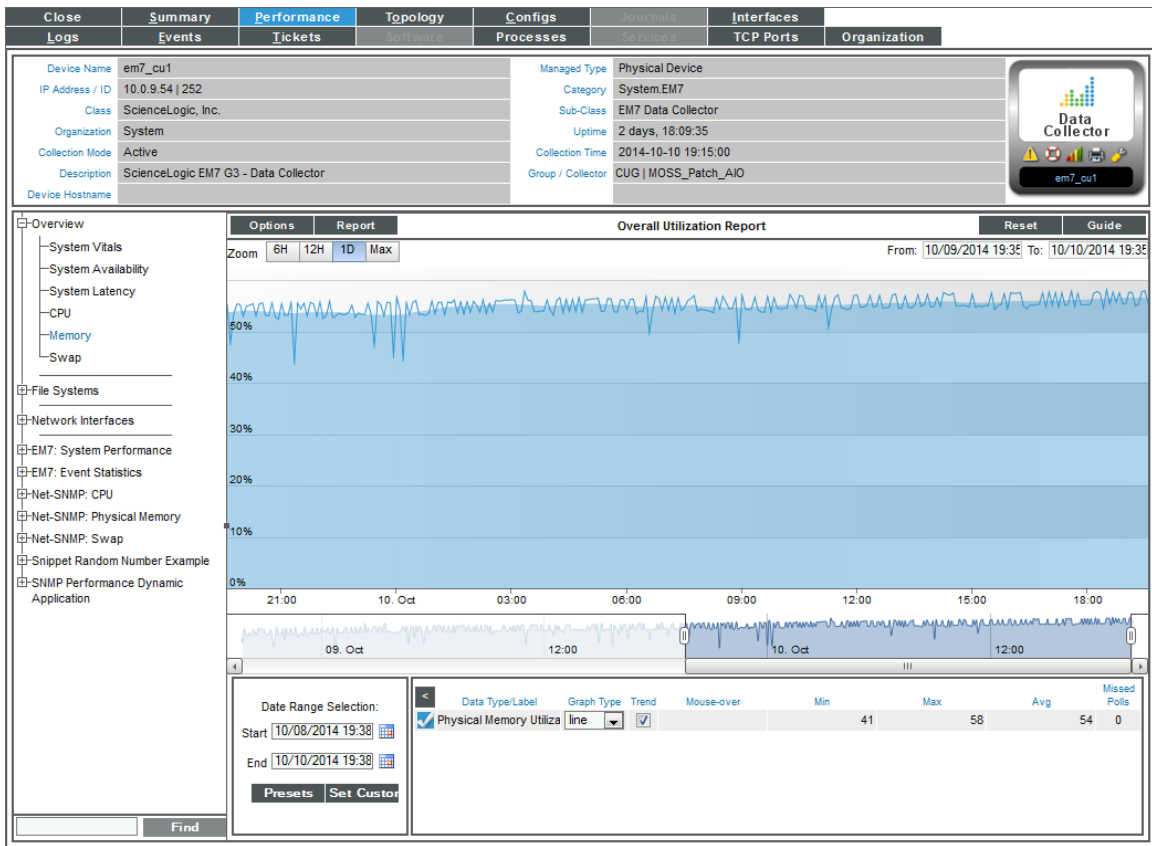 Close Summary Performance Topology Configs Journals Interfaces
Logs Events Tickets Software Processes Services TCP Ports Organization
Device Name em7_cu1 Managed Type Physical Device
IP Address / ID 10.0.9.54 | 252 Category System.EM7
Class ScienceLogic, Inc. Sub-Class EM7 Data Collector
Organization System Uptime 2 days, 18:09:35
Collection Mode Active Collection Time 2014-10-10 19:15:00
Description ScienceLogic EM7 G3 - Data Collector Group / Collector CUG | MOSS_Patch_AIO
Device Hostname
Data
Collector
em7_cu1
Overview
System Vitals
System Availability
System Latency
CPU
Memory
Swap
File Systems
Network Interfaces
EM7: System Performance
EM7: Event Statistics
Net-SNMP: CPU
Net-SNMP: Physical Memory
Net-SNMP: Swap
Snippet Random Number Example
SNMP Performance Dynamic
Application
Find
Options Report Overall Utilization Report Reset Guide
Zoom 6H 12H 1D Max From: 10/09/2014 19:35 To: 10/10/2014 19:35
50%
40%
30%
20%
10%
0%
21:00 10. Oct 03:00 06:00 09:00 12:00 15:00 18:00
09. Oct 12:00 10. Oct 12:00
Date Range Selection:
Start 10/08/2014 19:38
End 10/10/2014 19:38
Presets Set Custor
< Data Type/Label Graph Type Trend Mouse-over Min Max Avg Missed Polls
Physical Memory Utiliza line 41 58 54 0